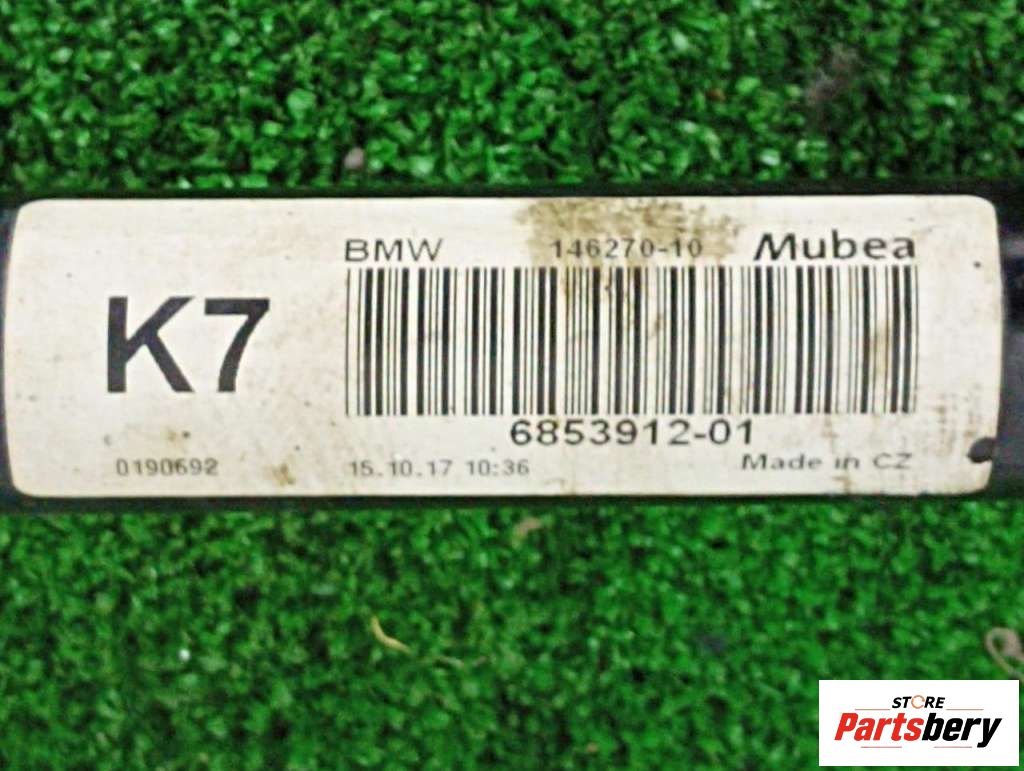 BMW 146270-10 Mubea
K7
6853912-01
0190692 15.10.17 10:36 Made in CZ
STORE
Partsbery